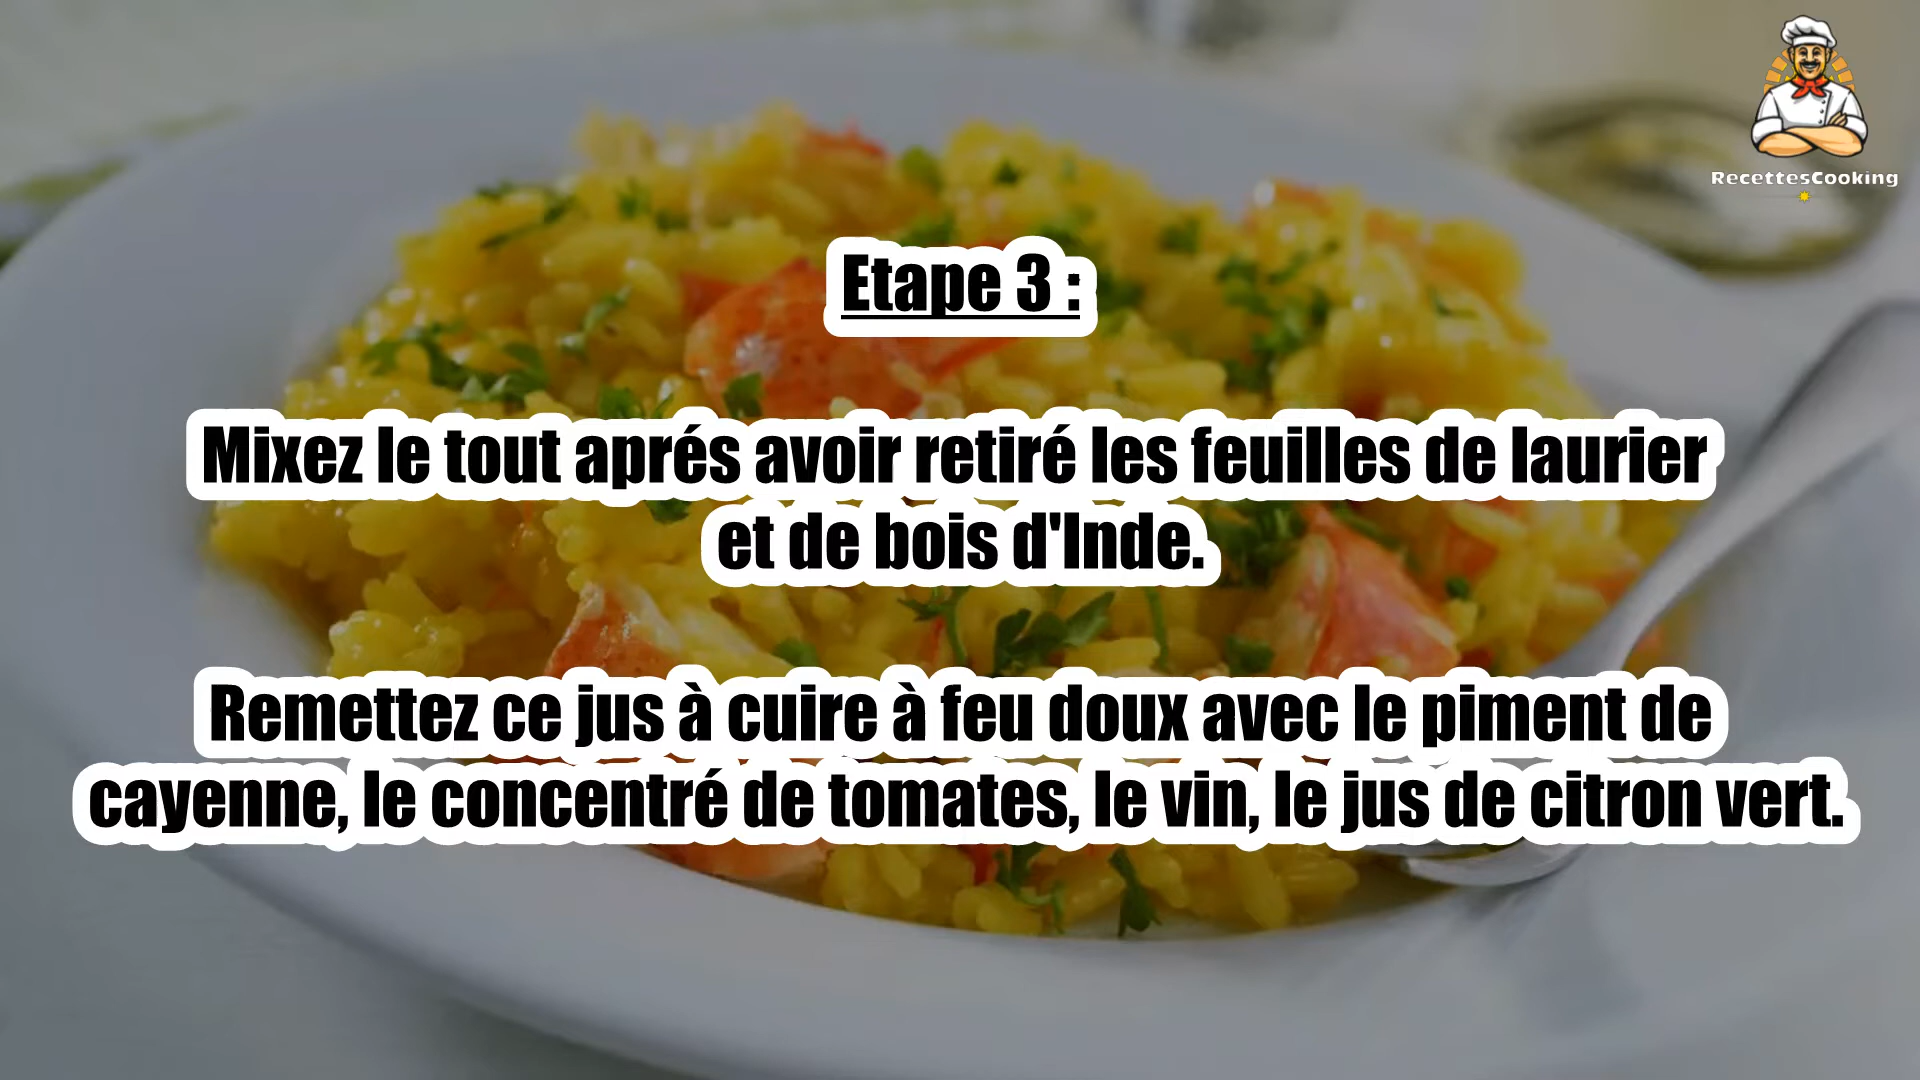 RecettesCooking
Etape 3 :
Mixez le tout aprés avoir retiré les feuilles de laurier
et de bois d'Inde.
Remettez ce jus à cuire à feu doux avec le piment de
cayenne, le concentré de tomates, le vin, le jus de citron vert.